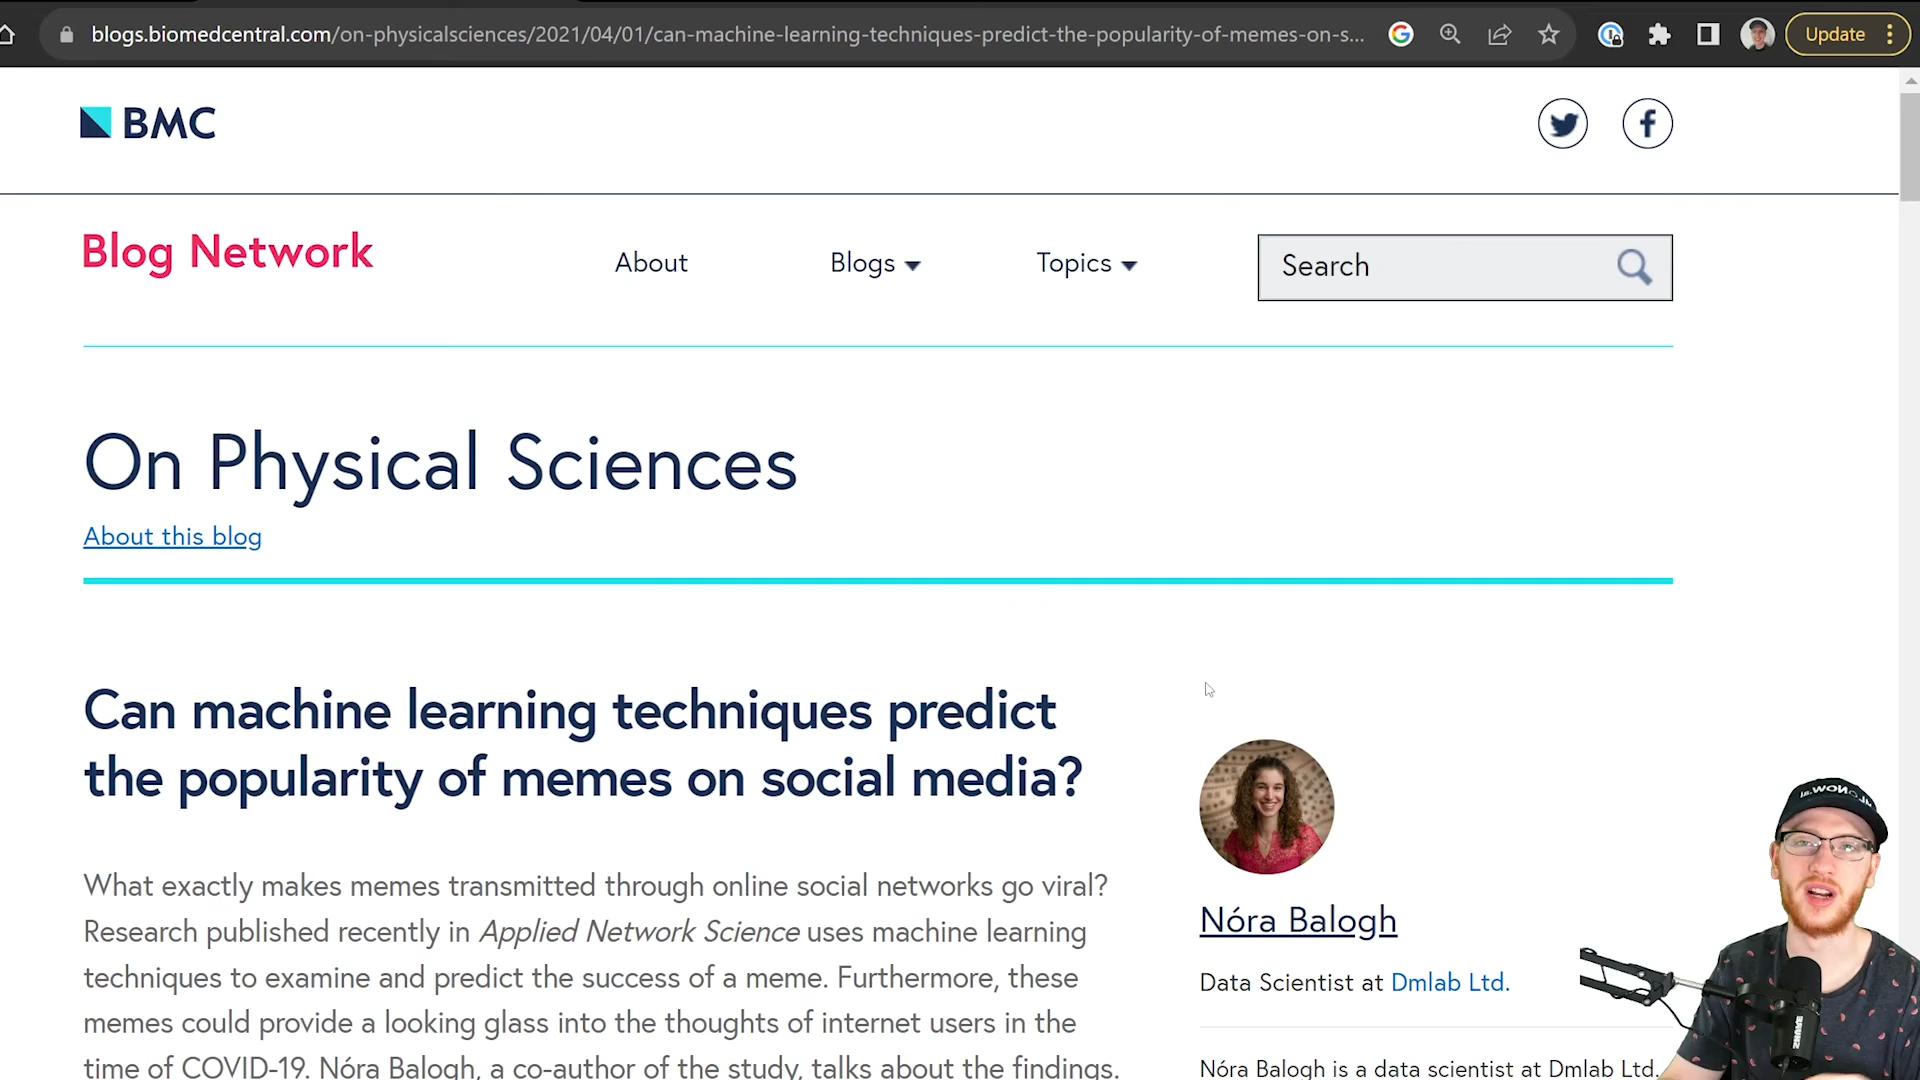 blogs.biomedcentral.com/on-physicalsciences/2021/04/01/can-machine-learning-techniques-predict-the-popularity-of-memes-on-s...
Update
BMC
Blog Network
About
Blogs
Topics
Search
On Physical Sciences
About this blog
Can machine learning techniques predict
the popularity of memes on social media?
What exactly makes memes transmitted through online social networks go viral?
Research published recently in Applied Network Science uses machine learning
techniques to examine and predict the success of a meme. Furthermore, these
memes could provide a looking glass into the thoughts of internet users in the
time of COVID-19. Nóra Balogh, a co-author of the study, talks about the findings.
Nóra Balogh
Data Scientist at Dmlab Ltd.
Nóra Balogh is a data scientist at Dmlab Ltd.